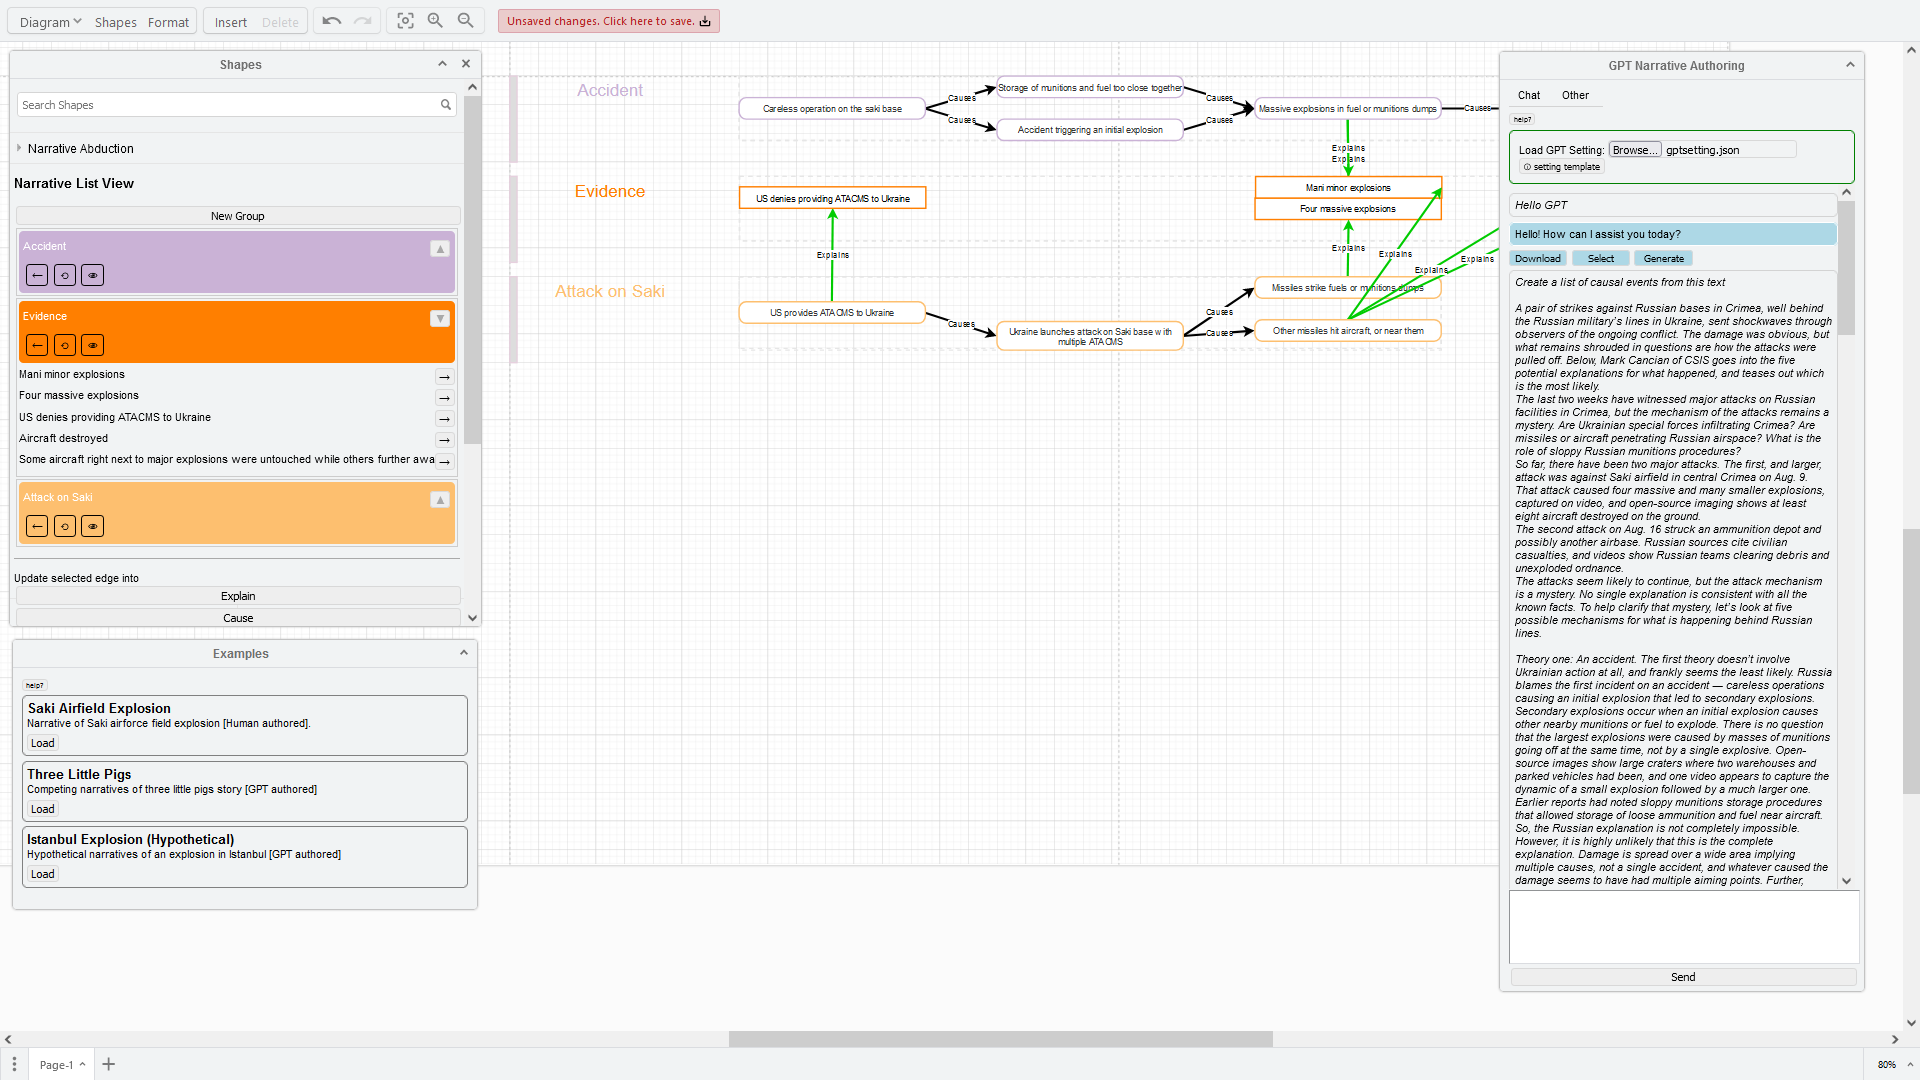 Diagram
Shapes
Format
Insert
Delete
Unsaved changes. Click here to save.
Shapes
Search Shapes
Narrative Abduction
Narrative List View
New Group
Accident
Evidence
Mani minor explosions
Four massive explosions
US denies providing ATACMS to Ukraine
Aircraft destroyed
Some aircraft right next to major explosions were untouched while others further awa
Attack on Saki
Update selected edge into
Explain
Cause
Examples
help?
Saki Airfield Explosion
Narrative of Saki airforce field explosion [Human authored].
Load
Three Little Pigs
Competing narratives of three little pigs story [GPT authored]
Load
Istanbul Explosion (Hypothetical)
Hypothetical narratives of an explosion in Istanbul [GPT authored]
Load
Accident
Careless operation on the saki base
Causes
Causes
Storage of munitions and fuel too close together
Accident triggering an initial explosion
Causes
Causes
Massive explosions in fuel or munitions dumps
Causes
Explains
Explains
Evidence
US denies providing ATACMS to Ukraine
Mani minor explosions
Four massive explosions
Explains
Explains
Explains
Explains
Explains
Attack on Saki
US provides ATACMS to Ukraine
Causes
Ukraine launches attack on Saki base with
multiple ATACMS
Causes
Causes
Missiles strike fuels or munitions dumps
Other missiles hit aircraft, or near them
GPT Narrative Authoring
Chat
Other
help?
Load GPT Setting: Browse... gptsetting.json
setting template
Hello GPT
Hello! How can I assist you today?
Download
Select
Generate
Create a list of causal events from this text
A pair of strikes against Russian bases in Crimea, well behind
the Russian military's lines in Ukraine, sent shockwaves through
observers of the ongoing conflict. The damage was obvious, but
what remains shrouded in questions are how the attacks were
pulled off. Below, Mark Cancian of CSIS goes into the five
potential explanations for what happened, and teases out which
is the most likely.
The last two weeks have witnessed major attacks on Russian
facilities in Crimea, but the mechanism of the attacks remains a
mystery. Are Ukrainian special forces infiltrating Crimea? Are
missiles or aircraft penetrating Russian airspace? What is the
role of sloppy Russian munitions procedures?
So far, there have been two major attacks. The first, and larger,
attack was against Saki airfield in central Crimea on Aug. 9.
That attack caused four massive and many smaller explosions,
captured on video, and open-source imaging shows at least
eight aircraft destroyed on the ground.
The second attack on Aug. 16 struck an ammunition depot and
possibly another airbase. Russian sources cite civilian
casualties, and videos show Russian teams clearing debris and
unexploded ordnance.
The attacks seem likely to continue, but the attack mechanism
is a mystery. No single explanation is consistent with all the
known facts. To help clarify that mystery, let's look at five
possible mechanisms for what is happening behind Russian
lines.
Theory one: An accident. The first theory doesn't involve
Ukrainian action at all, and frankly seems the least likely. Russia
blames the first incident on an accident — careless operations
causing an initial explosion that led to secondary explosions.
Secondary explosions occur when an initial explosion causes
other nearby munitions or fuel to explode. There is no question
that the largest explosions were caused by masses of munitions
going off at the same time, not by a single explosive. Open-
source images show large craters where two warehouses and
parked vehicles had been, and one video appears to capture the
dynamic of a small explosion followed by a much larger one.
Earlier reports had noted sloppy munitions storage procedures
that allowed storage of loose ammunition and fuel near aircraft.
So, the Russian explanation is not completely impossible.
However, it is highly unlikely that this is the complete
explanation. Damage is spread over a wide area implying
multiple causes, not a single accident, and whatever caused the
damage seems to have had multiple aiming points. Further,
Send
Page-1
80%